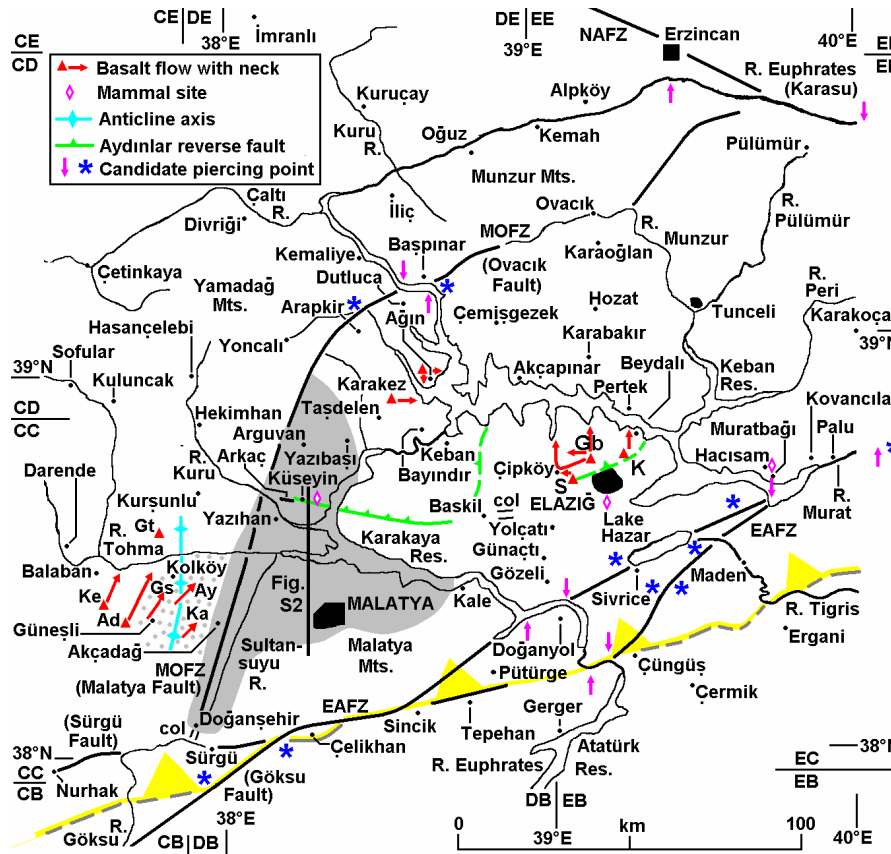 CE DE
38°E
İmranlı
DE EE
39°E
NAFZ
Erzincan
40°E
CE
CD
Basalt flow with neck
Mammal site
Anticline axis
Aydınlar reverse fault
Candidate piercing point
Kuruçay
Kuru
R.
Oğuz
Alpköy
Kemah
R. Euphrates
(Karasu)
Pülümür
Munzur Mts.
Çaltı
R.
Divriği
İliç
Ovacık
R.
Pülümür
Kemaliye
Başpınar
MOFZ
(Ovacık
Fault)
R.
Munzur
Karaoğlan
Çetinkaya
Yamadağ
Mts.
Dutluca
Arapkir
Ağın
Hozat
Çemişgezek
Tunceli
R.
Peri
Karakoça
39°N
Hasançelebi
Sofular
Yoncalı
Karabakır
39°N
Kuluncak
Karakez
Akçapınar
Beydalı
Keban
Res.
Pertek
Kovancıla
CD
CC
Hekimhan
Taşdelen
Muratbağı
Palu
Arguvan
Keban
Gb
Hacısam
Darende
Arkaç
Yazıbaşı
Bayındır
Çipköy
K
R.
Kuru
Küseyin
S
Kurşunlu
Baskil
ELAZIĞ
R.
Murat
Gt
Yazıhan
col
EAFZ
R.
Tohma
Yolçatı
Lake
Hazar
Karakaya
Res.
Günaçtı
Balaban
Kolköy
Gözeli
Maden
Ke
Gs
Ay
Fig.
S2
Kale
Sivrice
Ad
Ka
MALATYA
R. Tigris
Güneşli
Doğanyol
Ergani
Akçadağ
MOFZ
(Malatya Fault)
Sultan-
suyu
R.
Malatya
Mts.
Pütürge
Çüngüş
Çermik
(Sürgü
Fault)
col
Doğanşehir
EAFZ
Sincik
Gerger
38°N
Sürgü
Çelikhan
Tepehan
Atatürk
Res.
38°N
CC
CB
Nurhak
(Göksu
Fault)
R. Euphrates
EC
EB
R.
Göksu
CB DB
38°E
DB EB
0
39°E
km
100
40°E